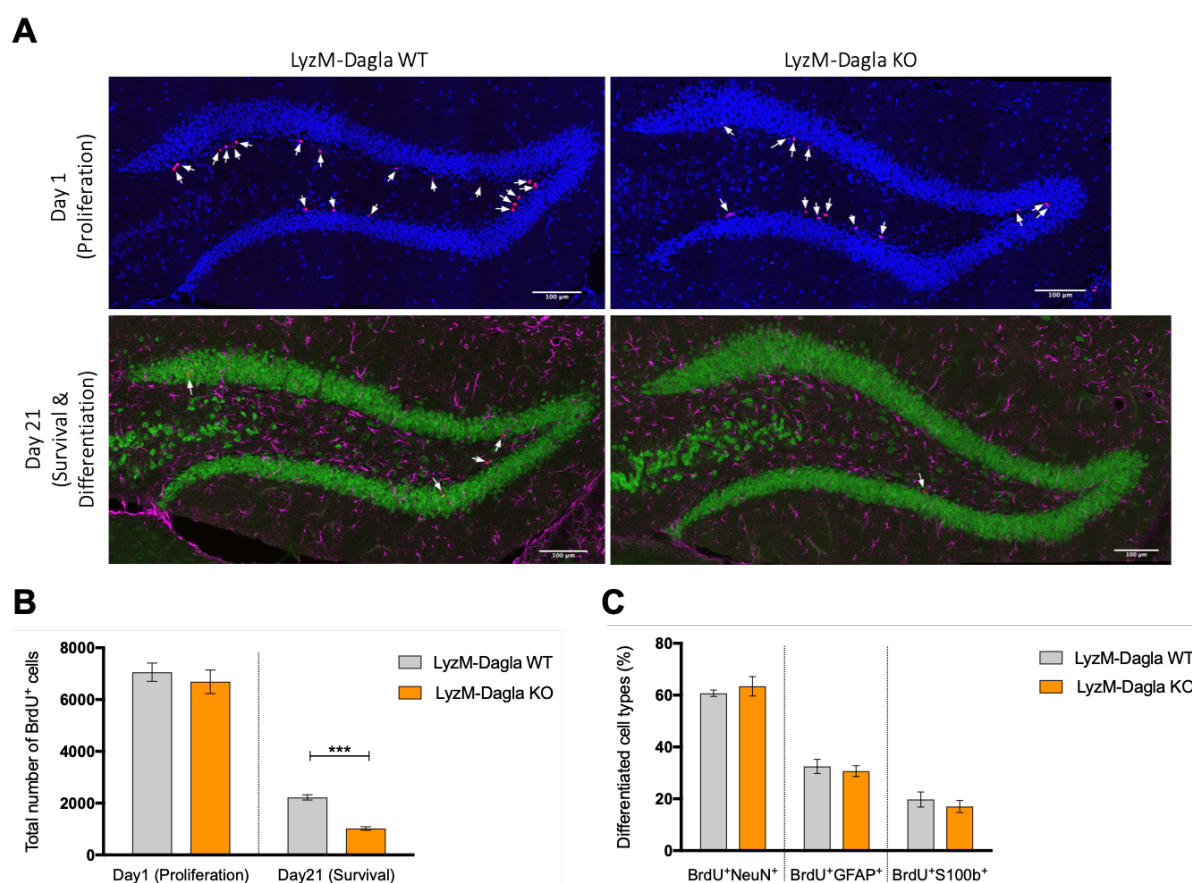 A
LyzM-Dagla WT
LyzM-Dagla KO
Day 1
(Proliferation)
100 µm
100 µm
Day 21
(Survival &
Differentiation)
100 µm
100 µm
B
Total number of BrdU⁺ cells
8000
6000
4000
2000
0
***
LyzM-Dagla WT
LyzM-Dagla KO
Day1 (Proliferation)
Day21 (Survival)
C
Differentiated cell types (%)
80
60
40
20
0
LyzM-Dagla WT
LyzM-Dagla KO
BrdU⁺NeuN⁺
BrdU⁺GFAP⁺
BrdU⁺S100b⁺